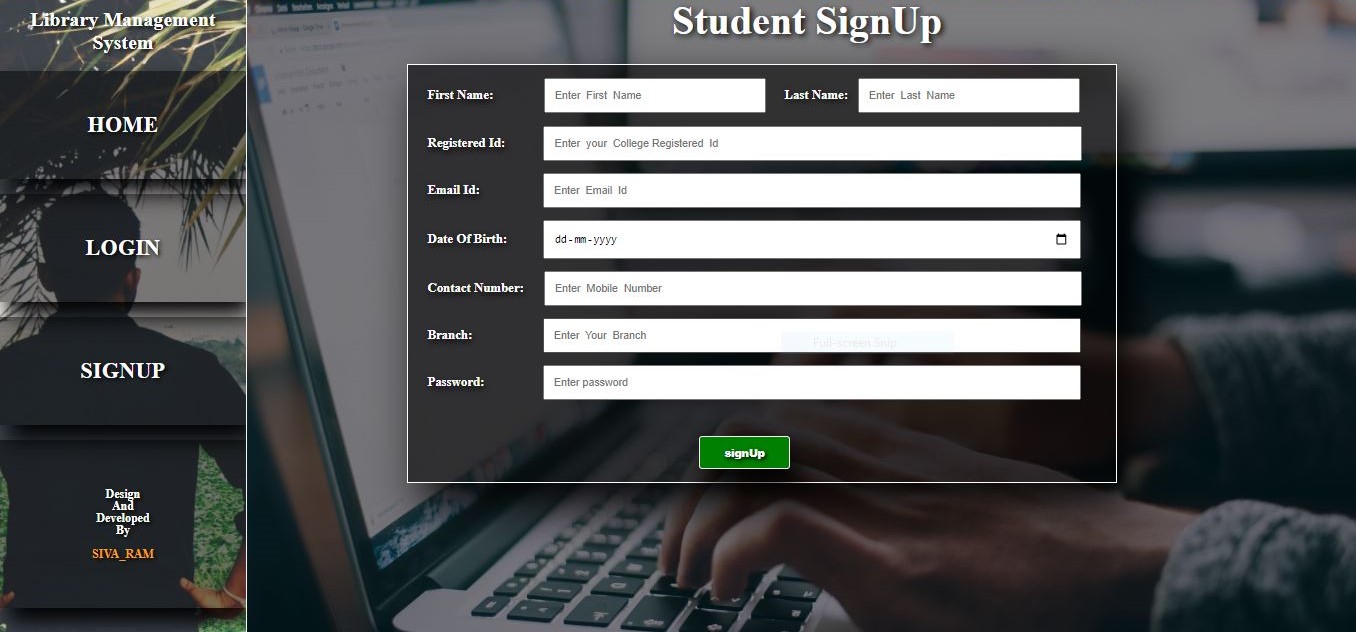 Library Management
System
HOME
LOGIN
SIGNUP
Design
And
Developed
By
SIVA_RAM
Student SignUp
First Name: Enter First Name Last Name: Enter Last Name
Registered Id: Enter your College Registered Id
Email Id: Enter Email Id
Date Of Birth: dd-mm-yyyy
Contact Number: Enter Mobile Number
Branch: Enter Your Branch
Full-screen Snip
Password: Enter password
signUp